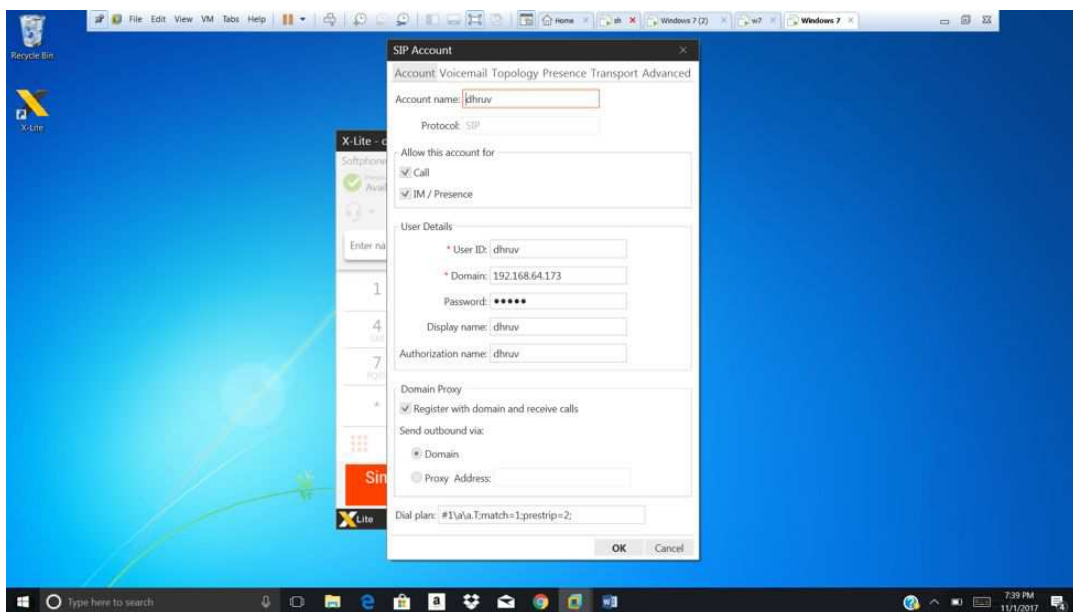 File Edit View VM Tabs Help
Home
sh
Windows 7 (2)
w7
Windows 7
Recycle Bin
X-Lite
X-Lite - c
Softphone
Avail
Enter na
1
4
7
*
Sin
Lite
SIP Account
Account Voicemail Topology Presence Transport Advanced
Account name: dhruv
Protocol: SIP
Allow this account for
Call
IM / Presence
User Details
* User ID: dhruv
* Domain: 192.168.64.173
Password: •••••
Display name: dhruv
Authorization name: dhruv
Domain Proxy
Register with domain and receive calls
Send outbound via:
Domain
Proxy Address:
Dial plan: #1\a\a.T;match=1;prestrip=2;
OK Cancel
Type here to search
7:39 PM
11/1/2017